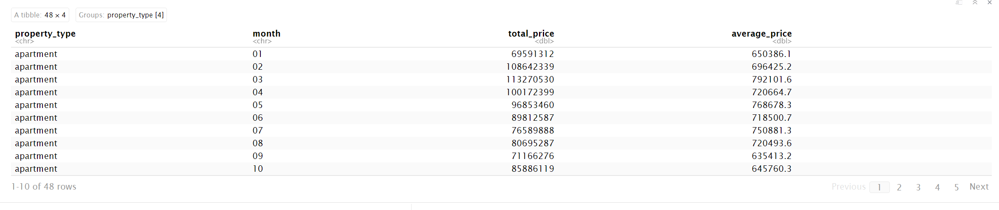 A tibble: 48 × 4 Groups: property_type [4]
property_type month total_price average_price
<chr> <chr> <dbl> <dbl>
apartment 01 69591312 650386.1
apartment 02 108642339 696425.2
apartment 03 113270530 792101.6
apartment 04 100172399 720664.7
apartment 05 96853460 768678.3
apartment 06 89812587 718500.7
apartment 07 76589888 750881.3
apartment 08 80695287 720493.6
apartment 09 71166276 635413.2
apartment 10 85886119 645760.3
1-10 of 48 rows Previous 1 2 3 4 5 Next